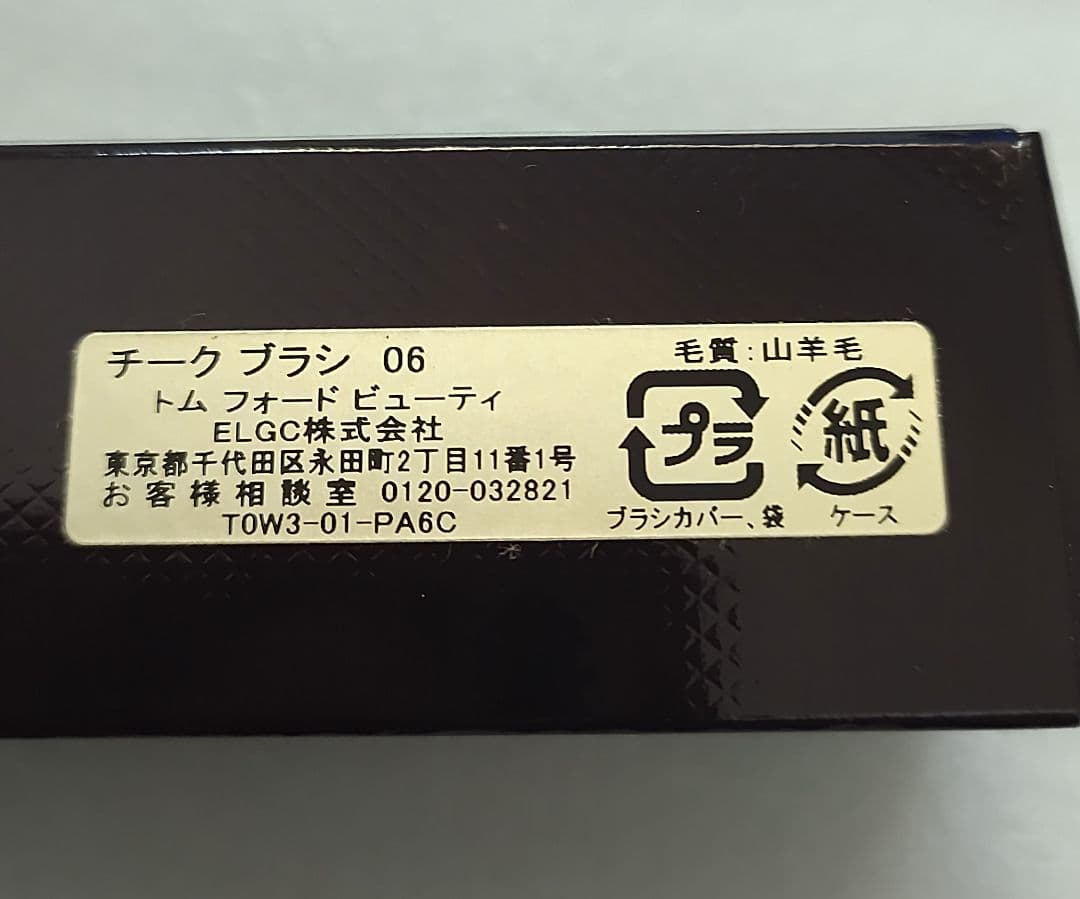 チーク ブラシ 06
トム フォード ビューティ
ELGC株式会社
東京都千代田区永田町2丁目11番1号
お客様相談室 0120-032821
T0W3-01-PA6C
毛質:山羊毛
プラ
ブラシカバー、袋
紙
ケース